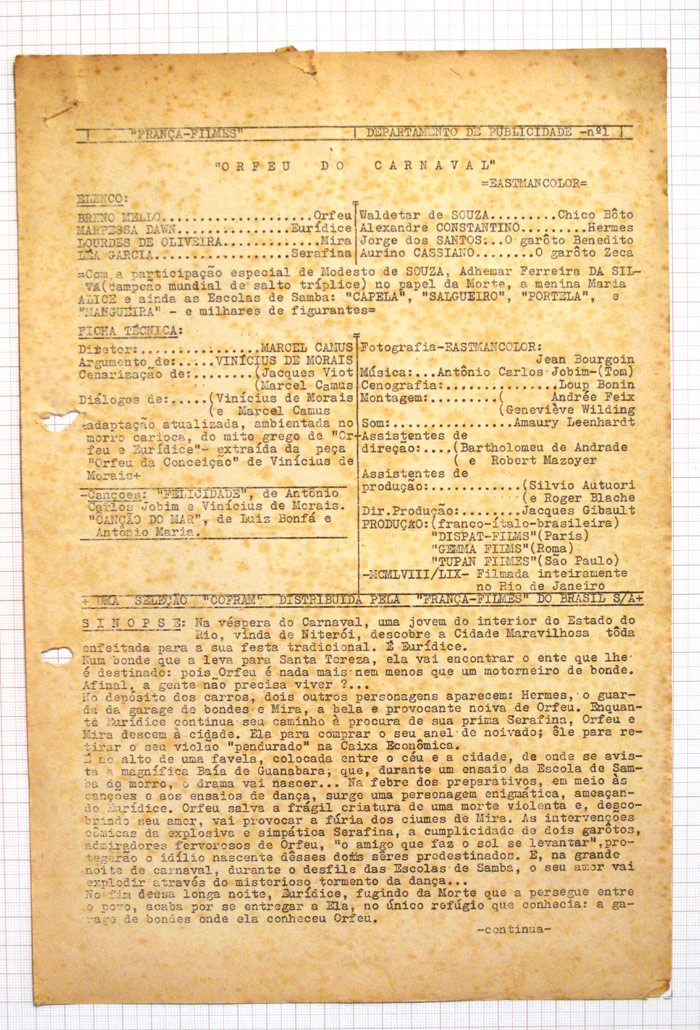 "FRANÇA-FILMES" | DEPARTAMENTO DE PUBLICIDADE -nº1 |
"ORFEU DO CARNAVAL"
=EASTMANCOLOR=
ELENCO:
BRENO MELLO....................Orfeu
MARPESSA DAWN................Eurídice
LOURDES DE OLIVEIRA.............Mira
LÉA GARCIA..................Serafina
Waldetar de SOUZA.........Chico Bôto
Alexandre CONSTANTINO.........Hermes
Jorge dos SANTOS...O garôto Benedito
Aurino CASSIANO........O garôto Zeca
=Com a participação especial de Modesto de SOUZA, Adhemar Ferreira DA SIL-
VA(campeão mundial de salto tríplice) no papel da Morte, a menina Maria
ALICE e ainda as Escolas de Samba: "CAPELA", "SALGUEIRO", "PORTELA", e
"MANGUEIRA" - e milhares de figurantes=
FICHA TÉCNICA:
Diretor:................MARCEL CAMUS
Argumento de:.....VINÍCIUS DE MORAIS
Cenarização de:........(Jacques Viot
(Marcel Camus
Diálogos de:.....(Vinícius de Morais
(e Marcel Camus
-adaptação atualizada, ambientada no
morro carioca, do mito grego de "Or-
feu e Eurídice"- extraída da peça
"Orfeu da Conceição" de Vinícius de
Morais+
-Canções: "FELICIDADE", de Antônio
Carlos Jobim e Vinícius de Morais.
"CANÇÃO DO MAR", de Luiz Bonfá e
Antônio Maria.
Fotografia-EASTMANCOLOR:
Jean Bourgoin
Música:...Antônio Carlos Jobim-(Tom)
Cenografia:...............Loup Bonin
Montagem:.........( Andrée Feix
(Geneviève Wilding
Som:................Amaury Leenhardt
-Assistentes de
direção:....(Bartholomeu de Andrade
( e Robert Mazoyer
Assistentes de
produção:.............(Silvio Autuori
(e Roger Blache
Dir.Produção:........Jacques Gibault
PRODUÇÃO:(franco-ítalo-brasileira)
"DISPAT-FILMS"(Paris)
"GEMMA FILMS"(Roma)
"TUPAN FILMES"(São Paulo)
-MCMLVIII/LIX- Filmada inteiramente
no Rio de Janeiro
+ UMA SELEÇÃO "COFRAM" DISTRIBUIDA PELA "FRANÇA-FILMES" DO BRASIL S/A+
SINOPSE: Na véspera do Carnaval, uma jovem do interior do Estado do
Rio, vinda de Niterói, descobre a Cidade Maravilhosa tôda
enfeitada para a sua festa tradicional. É Eurídice.
Num bonde que a leva para Santa Tereza, ela vai encontrar o ente que lhe
é destinado: pois Orfeu é nada mais nem menos que um motorneiro de bonde.
Afinal, a gente não precisa viver ?...
No depósito dos carros, dois outros personagens aparecem: Hermes, o guar-
da da garage de bondes e Mira, a bela e provocante noiva de Orfeu. Enquan-
to Eurídice continua seu caminho à procura de sua prima Serafina, Orfeu e
Mira descem à cidade. Ela para comprar o seu anel de noivado; êle para re-
tirar o seu violão "pendurado" na Caixa Econômica.
É no alto de uma favela, colocada entre o céu e a cidade, de onde se avis-
ta a magnífica Baía de Guanabara, que, durante um ensaio da Escola de Sam-
ba do morro, o drama vai nascer... Na febre dos preparativos, em meio às
canções e aos ensaios de dança, surge uma personagem enigmática, ameaçan-
do Eurídice. Orfeu salva a frágil criatura de uma morte violenta e, desco-
brindo seu amor, vai provocar a fúria dos ciumes de Mira. As intervenções
cômicas da explosiva e simpática Serafina, a cumplicidade de dois garôtos,
admiradores fervorosos de Orfeu, "o amigo que faz o sol se levantar",pro-
tegerão o idílio nascente dêsses dois sêres predestinados. E, na grande
noite de carnaval, durante o desfile das Escolas de Samba, o seu amor vai
explodir através do misterioso tormento da dança...
No fim dessa longa noite, Eurídice, fugindo da Morte que a persegue entre
o povo, acaba por se entregar a Ela, no único refúgio que conhecia: a ga-
rage de bondes onde ela conheceu Orfeu.
-continua-